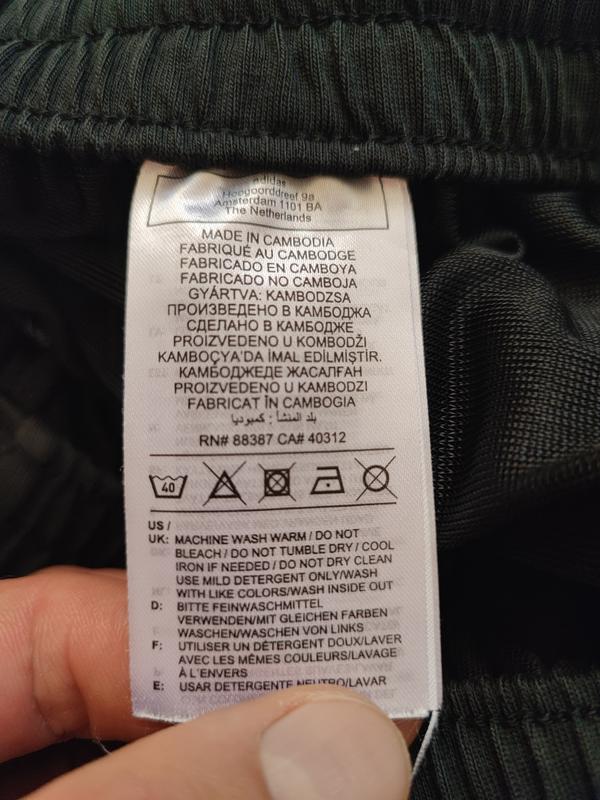 adidas
Hoogoorddreef 9a
Amsterdam 1101 BA
The Netherlands
MADE IN CAMBODIA
FABRIQUÉ AU CAMBODGE
FABRICADO EN CAMBOYA
FABRICADO NO CAMBOJA
GYÁRTVA: KAMBODZSA
ПРОИЗВЕДЕНО В КАМБОДЖА
СДЕЛАНО В КАМБОДЖЕ
PROIZVEDENO U KOMBODŽI
KAMBOÇYA'DA İMAL EDİLMİŞTİR.
КАМБОДЖЕДЕ ЖАСАЛҒАН
PROIZVEDENO U KAMBODZI
FABRICAT ÎN CAMBOGIA
بلد المنشأ : كمبوديا
RN# 88387 CA# 40312
40
US /
UK: MACHINE WASH WARM / DO NOT
BLEACH / DO NOT TUMBLE DRY / COOL
IRON IF NEEDED / DO NOT DRY CLEAN
USE MILD DETERGENT ONLY/WASH
WITH LIKE COLORS/WASH INSIDE OUT
D: BITTE FEINWASCHMITTEL
VERWENDEN/MIT GLEICHEN FARBEN
WASCHEN/WASCHEN VON LINKS
F: UTILISER UN DÉTERGENT DOUX/LAVER
AVEC LES MÊMES COULEURS/LAVAGE
À L'ENVERS
E: USAR DETERGENTE NEUTRO/LAVAR